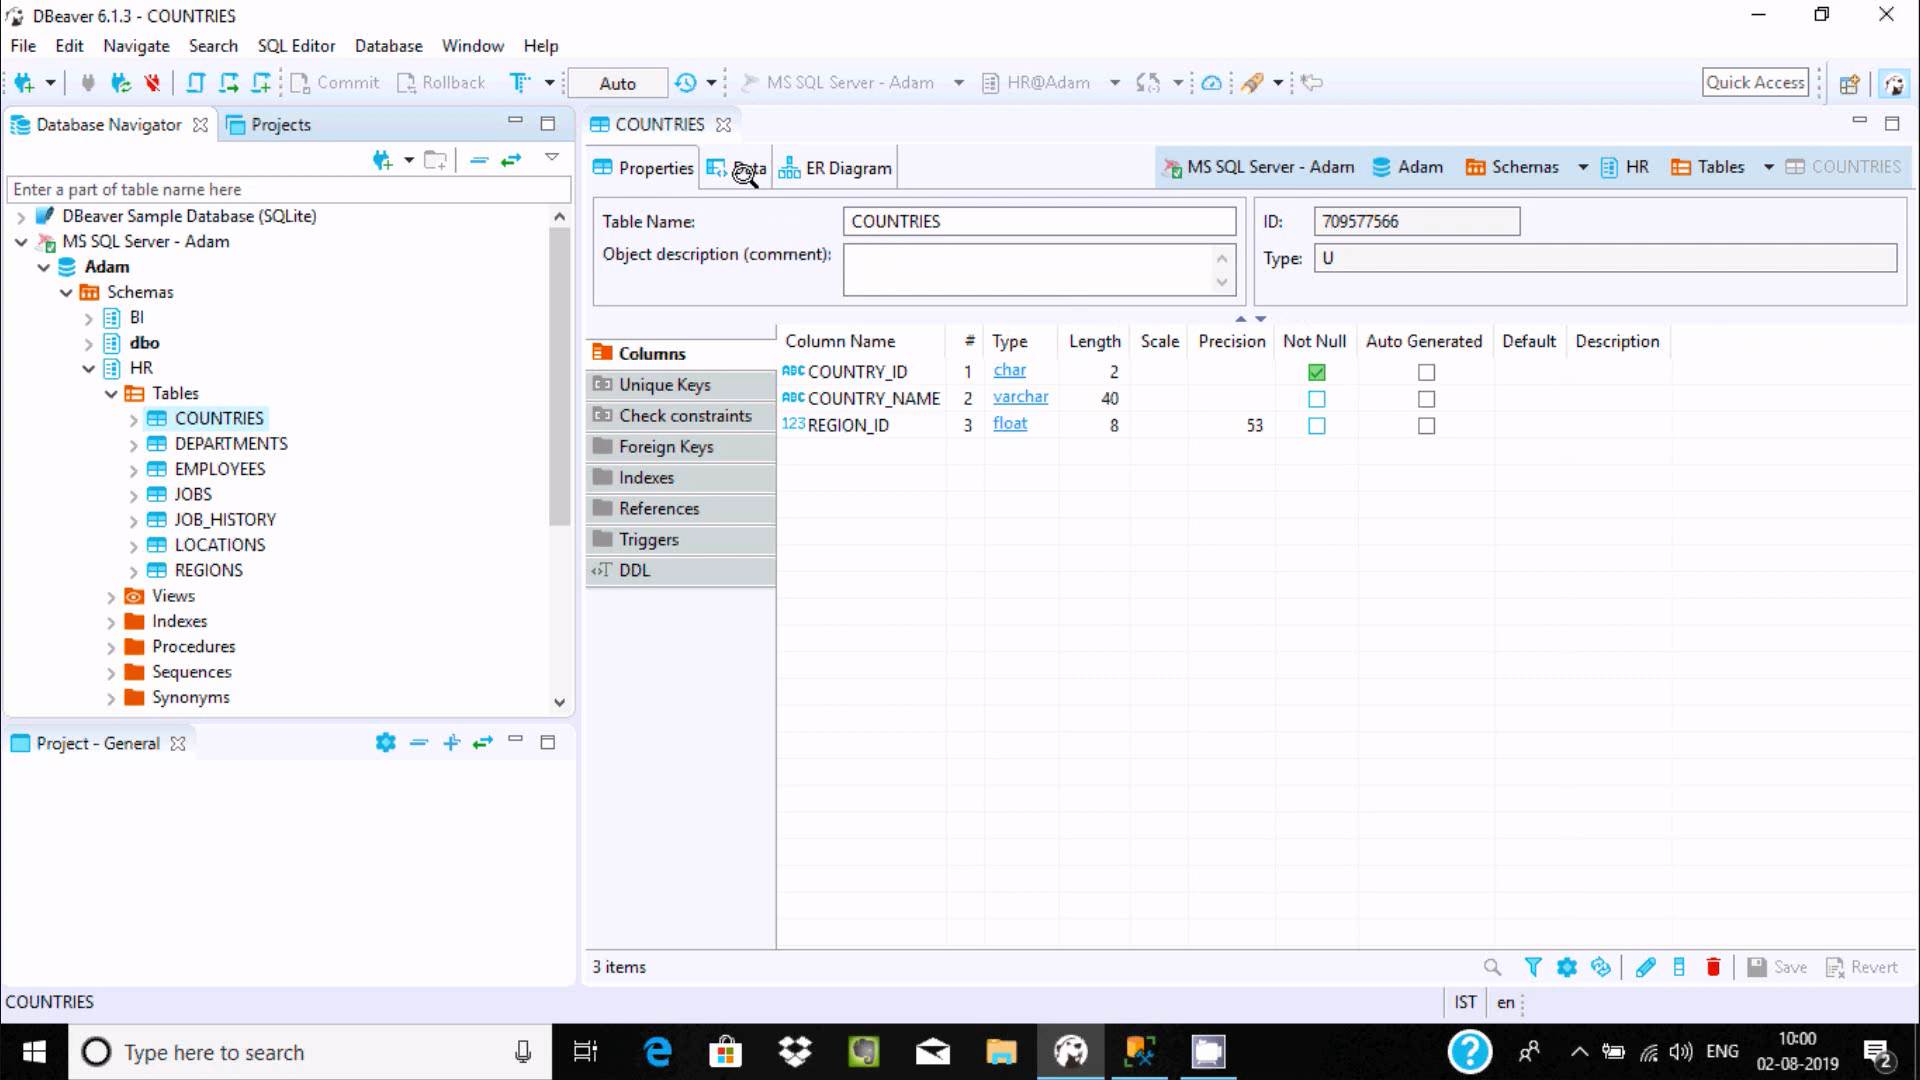 DBeaver 6.1.3 - COUNTRIES
File Edit Navigate Search SQL Editor Database Window Help
Commit Rollback Auto MS SQL Server - Adam HR@Adam Quick Access
Database Navigator Projects
Enter a part of table name here
DBeaver Sample Database (SQLite)
MS SQL Server - Adam
Adam
Schemas
BI
dbo
HR
Tables
COUNTRIES
DEPARTMENTS
EMPLOYEES
JOBS
JOB_HISTORY
LOCATIONS
REGIONS
Views
Indexes
Procedures
Sequences
Synonyms
Project - General
COUNTRIES
Properties Data ER Diagram MS SQL Server - Adam Adam Schemas HR Tables COUNTRIES
Table Name: COUNTRIES ID: 709577566
Object description (comment): Type: U
Columns
Unique Keys
Check constraints
Foreign Keys
Indexes
References
Triggers
DDL
Column Name # Type Length Scale Precision Not Null Auto Generated Default Description
ABC COUNTRY_ID 1 char 2
ABC COUNTRY_NAME 2 varchar 40
123 REGION_ID 3 float 8 53
3 items Save Revert
COUNTRIES IST en
Type here to search ENG 10:00
02-08-2019 2